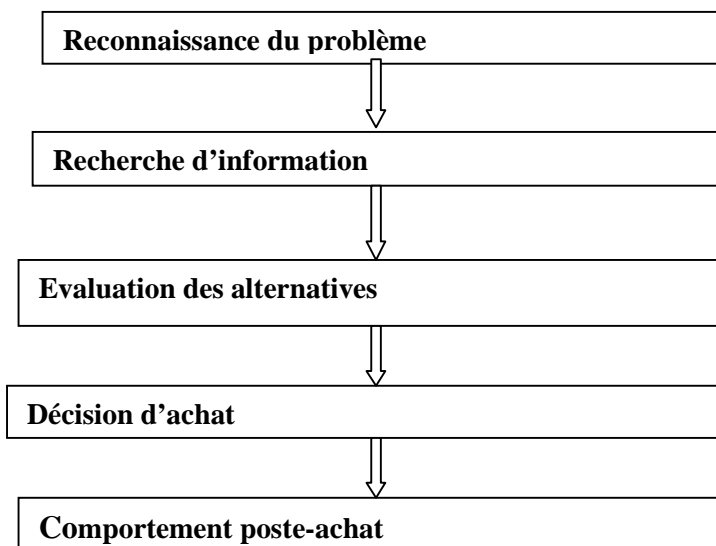 Reconnaissance du problème
Recherche d’information
Evaluation des alternatives
Décision d’achat
Comportement poste-achat